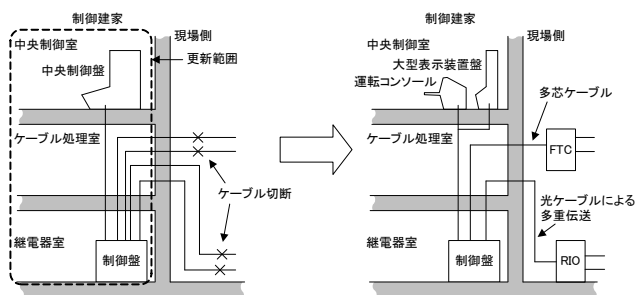 制御建家
中央制御室
中央制御盤
現場側
更新範囲
ケーブル処理室
ケーブル切断
継電器室
制御盤
制御建家
中央制御室
大型表示装置盤
運転コンソール
現場側
多芯ケーブル
FTC
ケーブル処理室
光ケーブルによる
多重伝送
継電器室
制御盤
RIO